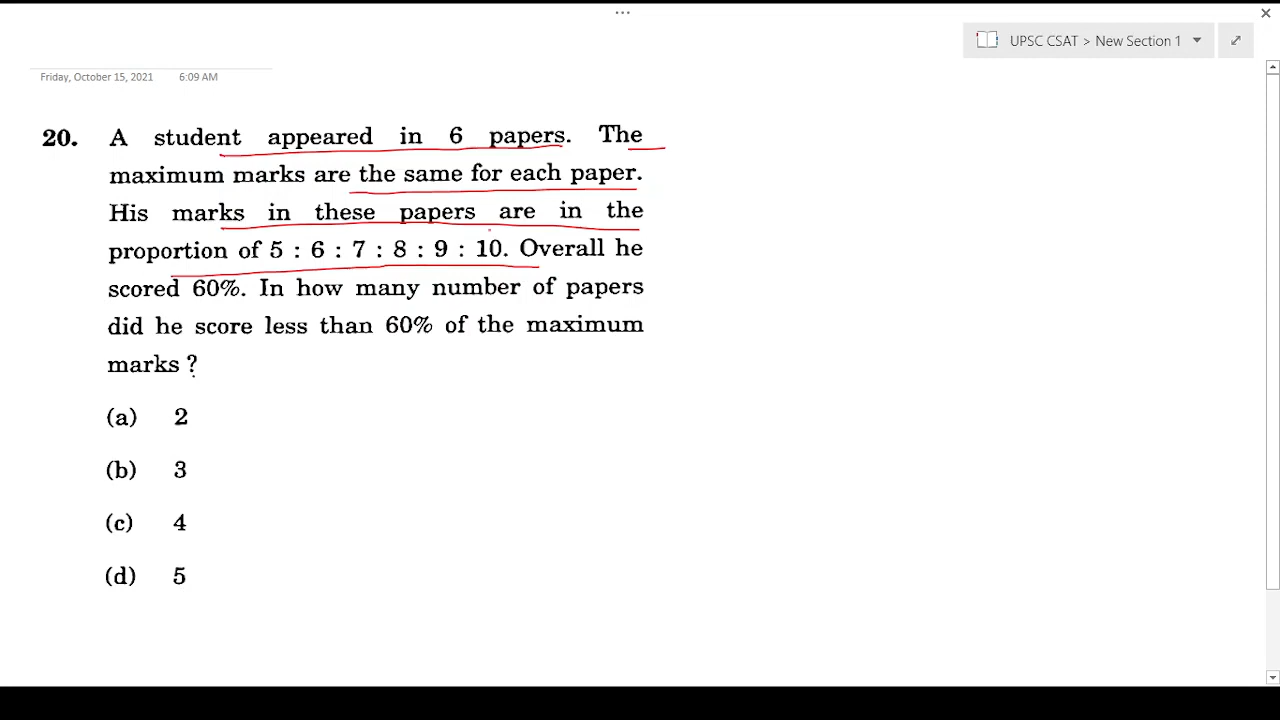 ...
UPSC CSAT > New Section 1
Friday, October 15, 2021 6:09 AM
20. A student appeared in 6 papers. The
maximum marks are the same for each paper.
His marks in these papers are in the
proportion of 5 : 6 : 7 : 8 : 9 : 10. Overall he
scored 60%. In how many number of papers
did he score less than 60% of the maximum
marks ?
(a) 2
(b) 3
(c) 4
(d) 5